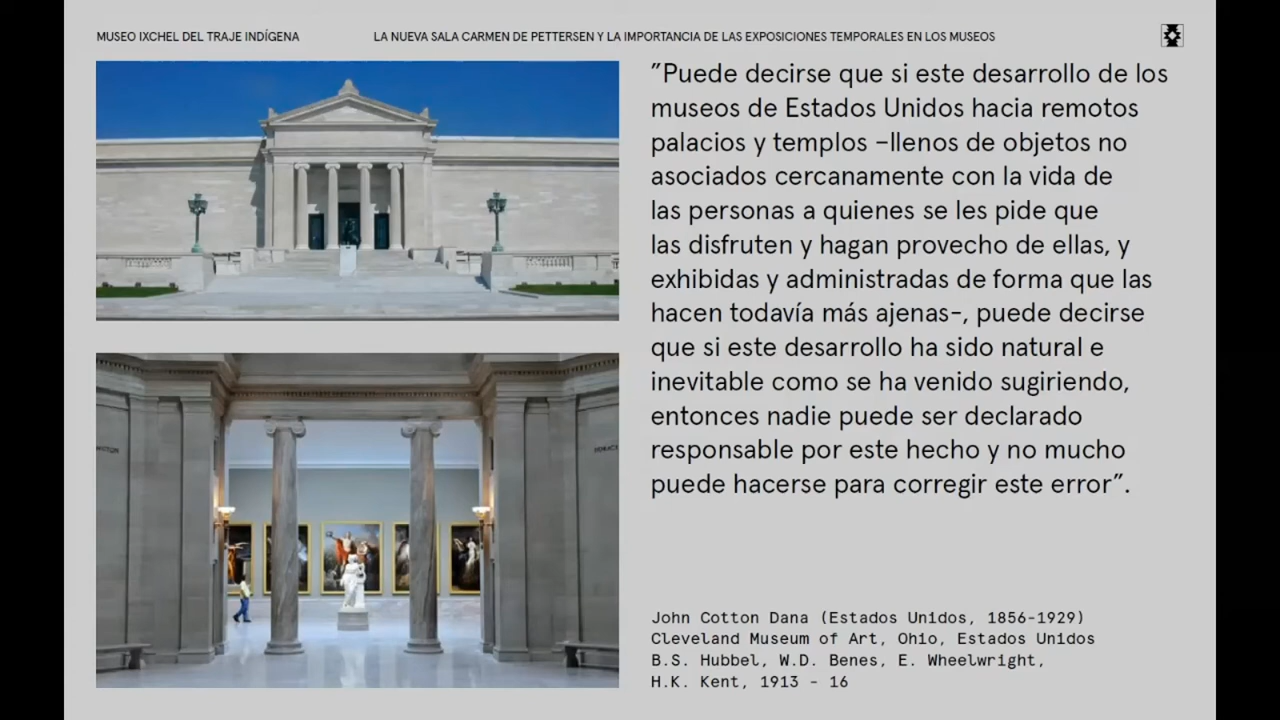 MUSEO IXCHEL DEL TRAJE INDÍGENA
LA NUEVA SALA CARMEN DE PETTERSEN Y LA IMPORTANCIA DE LAS EXPOSICIONES TEMPORALES EN LOS MUSEOS
”Puede decirse que si este desarrollo de los
museos de Estados Unidos hacia remotos
palacios y templos –llenos de objetos no
asociados cercanamente con la vida de
las personas a quienes se les pide que
las disfruten y hagan provecho de ellas, y
exhibidas y administradas de forma que las
hacen todavía más ajenas–, puede decirse
que si este desarrollo ha sido natural e
inevitable como se ha venido sugiriendo,
entonces nadie puede ser declarado
responsable por este hecho y no mucho
puede hacerse para corregir este error”.
John Cotton Dana (Estados Unidos, 1856-1929)
Cleveland Museum of Art, Ohio, Estados Unidos
B.S. Hubbel, W.D. Benes, E. Wheelwright,
H.K. Kent, 1913 - 16